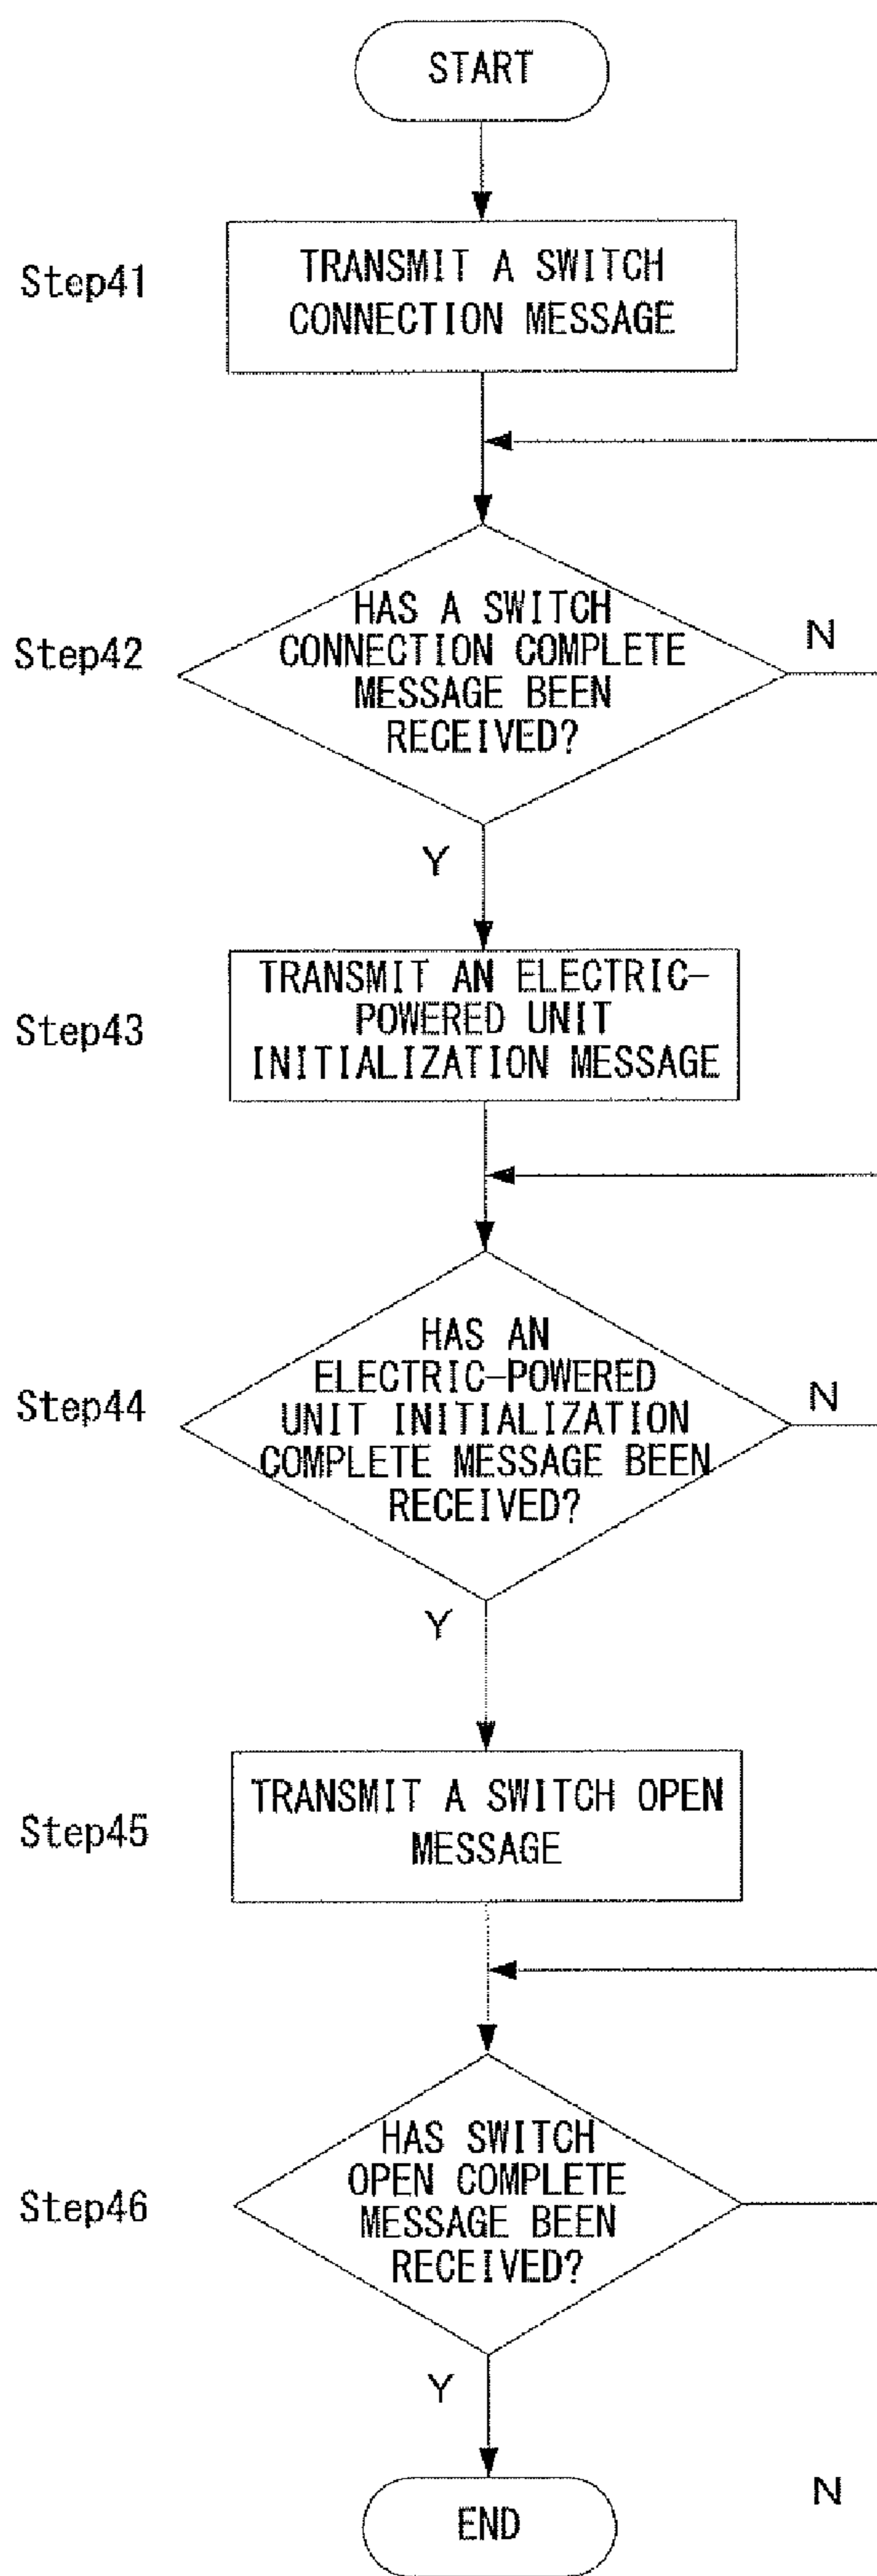 START
Step41
TRANSMIT A SWITCH
CONNECTION MESSAGE
Step42
HAS A SWITCH
CONNECTION COMPLETE
MESSAGE BEEN
RECEIVED?
N
Y
Step43
TRANSMIT AN ELECTRIC-
POWERED UNIT
INITIALIZATION MESSAGE
Step44
HAS AN
ELECTRIC-POWERED
UNIT INITIALIZATION
COMPLETE MESSAGE BEEN
RECEIVED?
N
Y
Step45
TRANSMIT A SWITCH OPEN
MESSAGE
Step46
HAS SWITCH
OPEN COMPLETE
MESSAGE BEEN
RECEIVED?
Y
N
END